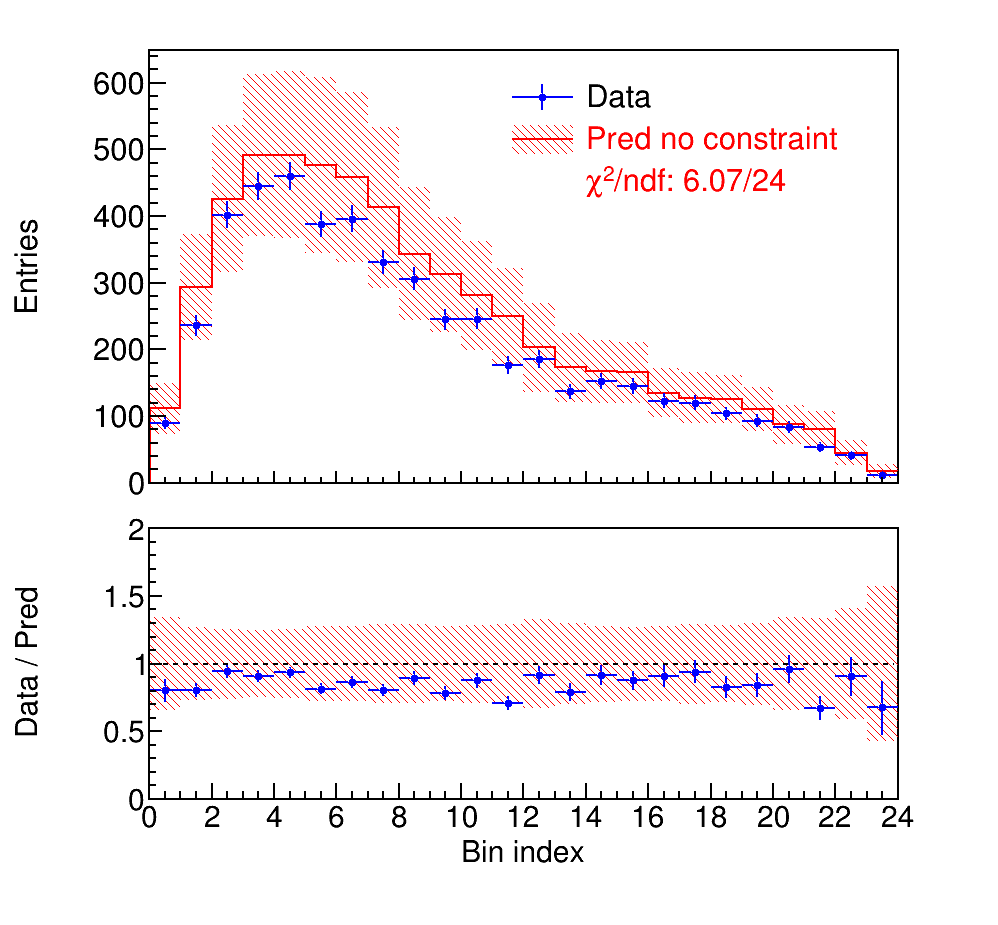 Entries
600
500
400
300
200
100
0
Data
Pred no constraint
χ²/ndf: 6.07/24
Data / Pred
2
1.5
1
0.5
0
0 2 4 6 8 10 12 14 16 18 20 22 24
Bin index